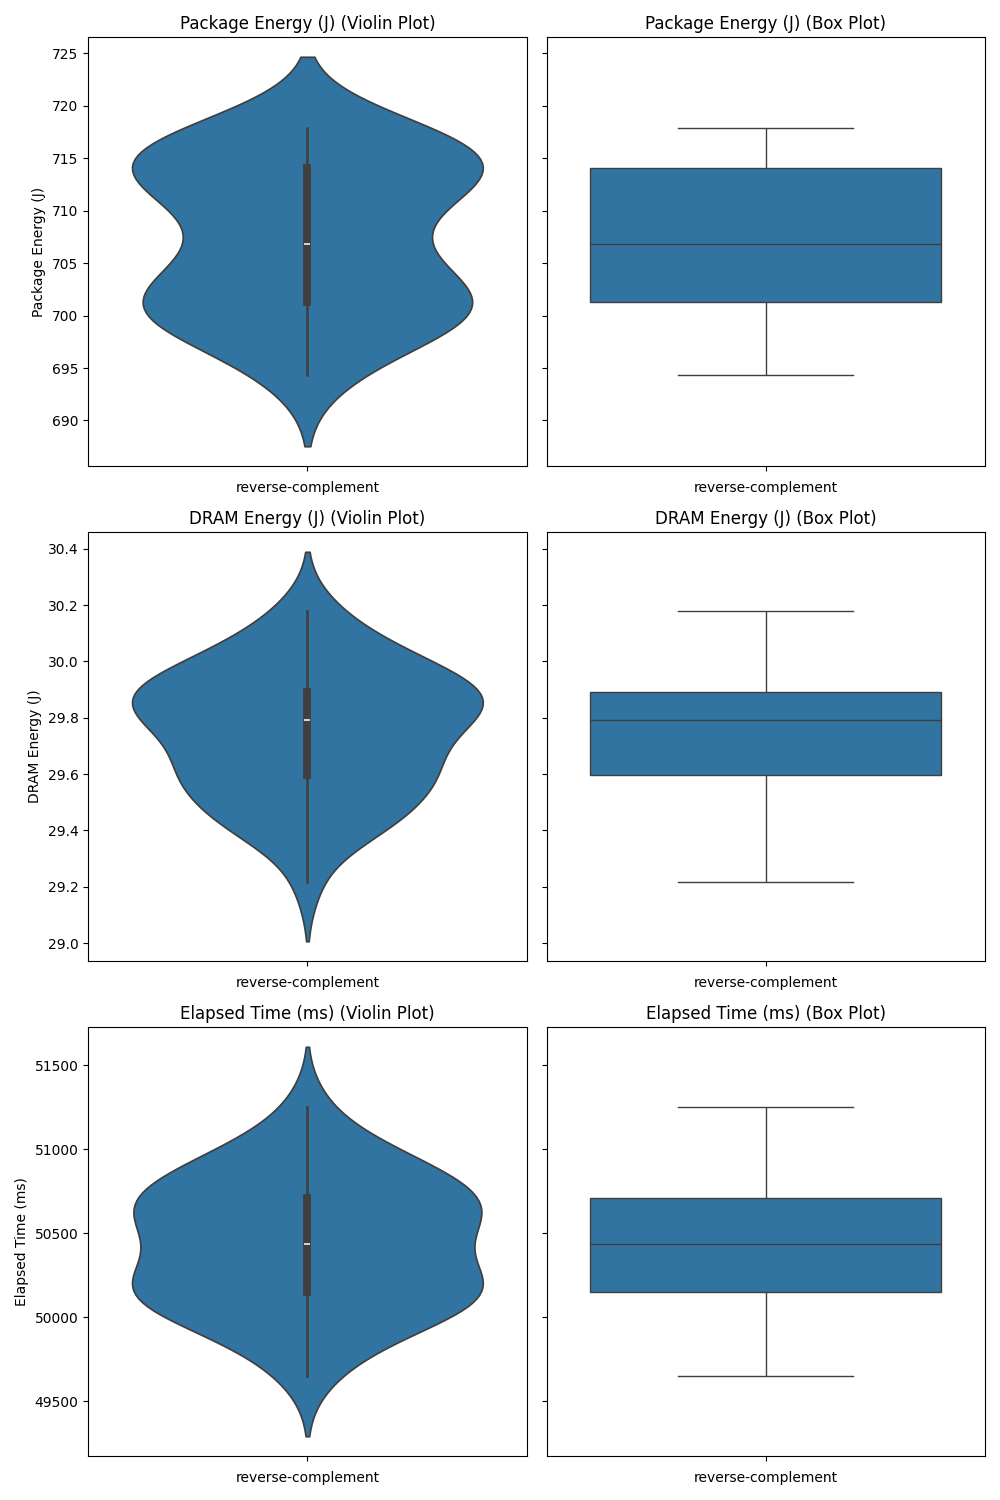 Package Energy (J) (Violin Plot)
Package Energy (J) (Box Plot)
725
720
715
710
705
700
695
690
Package Energy (J)
reverse-complement
reverse-complement
DRAM Energy (J) (Violin Plot)
DRAM Energy (J) (Box Plot)
30.4
30.2
30.0
29.8
29.6
29.4
29.2
29.0
DRAM Energy (J)
reverse-complement
reverse-complement
Elapsed Time (ms) (Violin Plot)
Elapsed Time (ms) (Box Plot)
51500
51000
50500
50000
49500
Elapsed Time (ms)
reverse-complement
reverse-complement